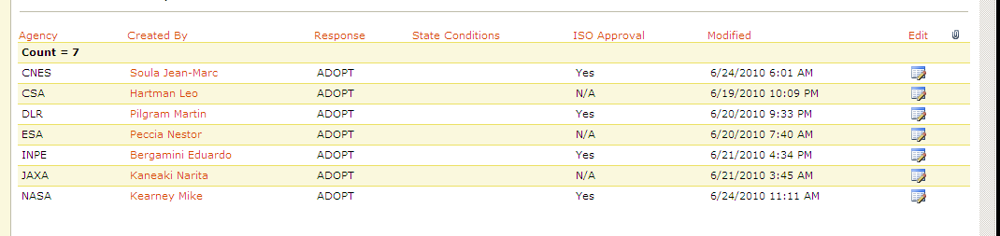 Agency Created By Response State Conditions ISO Approval Modified Edit
Count = 7
CNES Soula Jean-Marc ADOPT Yes 6/24/2010 6:01 AM
CSA Hartman Leo ADOPT N/A 6/19/2010 10:09 PM
DLR Pilgram Martin ADOPT Yes 6/20/2010 9:33 PM
ESA Peccia Nestor ADOPT N/A 6/20/2010 7:40 AM
INPE Bergamini Eduardo ADOPT Yes 6/21/2010 4:34 PM
JAXA Kaneaki Narita ADOPT N/A 6/21/2010 3:45 AM
NASA Kearney Mike ADOPT Yes 6/24/2010 11:11 AM